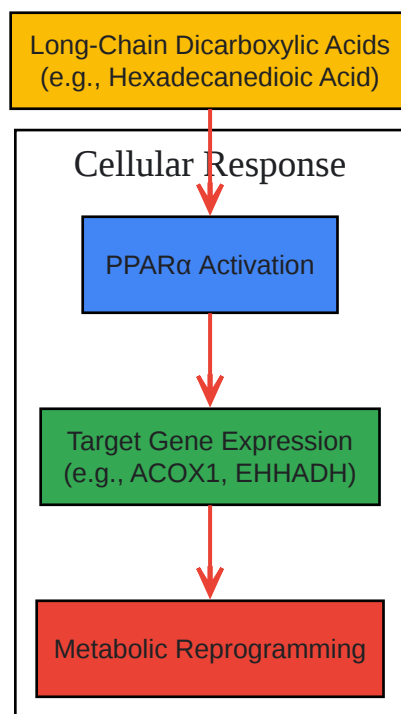 Long-Chain Dicarboxylic Acids
(e.g., Hexadecanedioic Acid)
Cellular Response
PPARα Activation
Target Gene Expression
(e.g., ACOX1, EHHADH)
Metabolic Reprogramming